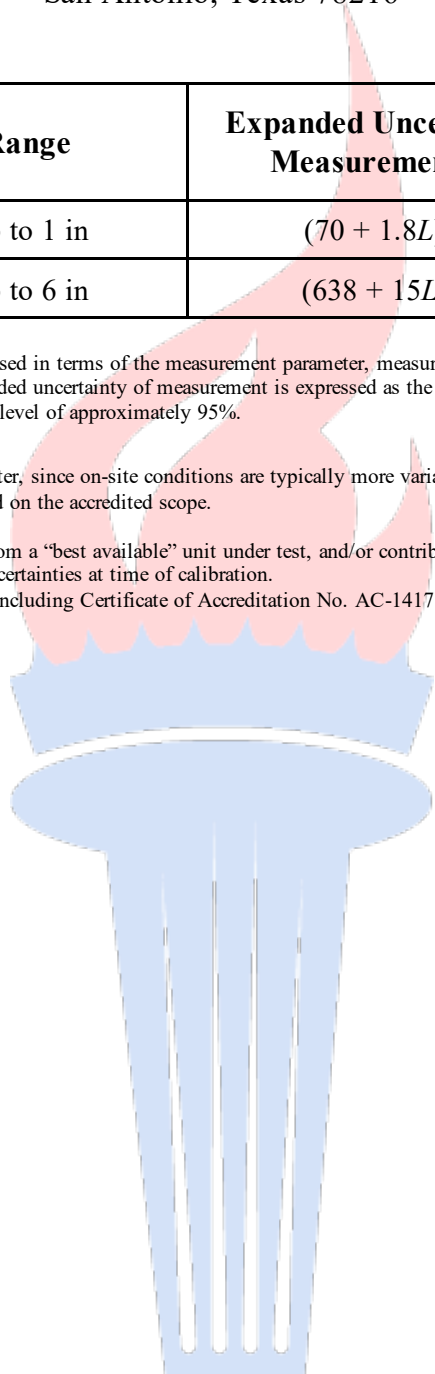 San Antonio, Texas 78216
Range
Expanded Unce
Measuremen
to 1 in
(70 + 1.8L
to 6 in
(638 + 15L
sed in terms of the measurement parameter, measur
ded uncertainty of measurement is expressed as the
level of approximately 95%.
ter, since on-site conditions are typically more varia
d on the accredited scope.
om a “best available” unit under test, and/or contrib
certainties at time of calibration.
ncluding Certificate of Accreditation No. AC-1417